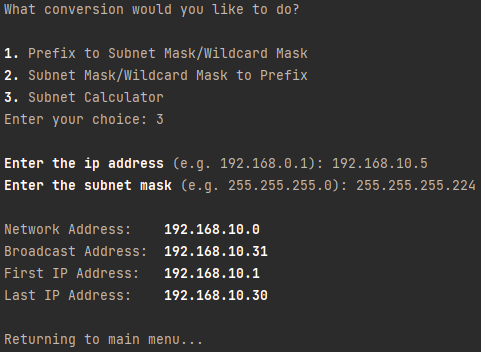 What conversion would you like to do?
1. Prefix to Subnet Mask/Wildcard Mask
2. Subnet Mask/Wildcard Mask to Prefix
3. Subnet Calculator
Enter your choice: 3
Enter the ip address (e.g. 192.168.0.1): 192.168.10.5
Enter the subnet mask (e.g. 255.255.255.0): 255.255.255.224
Network Address: 192.168.10.0
Broadcast Address: 192.168.10.31
First IP Address: 192.168.10.1
Last IP Address: 192.168.10.30
Returning to main menu...